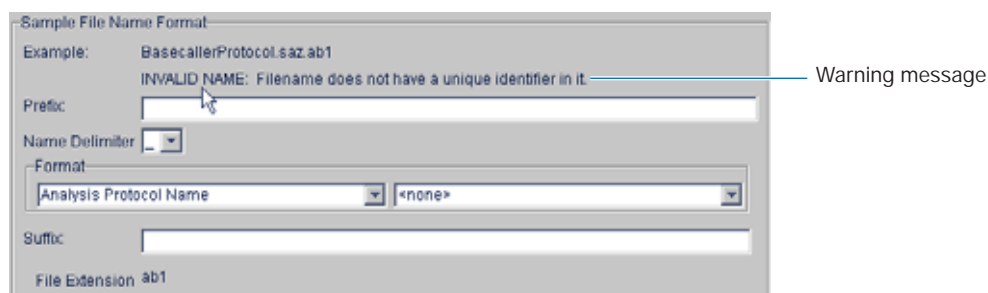 Sample File Name Format
Example: BasecallerProtocol.saz.ab1
INVALID NAME: Filename does not have a unique identifier in it.
Warning message
Prefix:
Name Delimiter _
Format
Analysis Protocol Name <none>
Suffix:
File Extension ab1